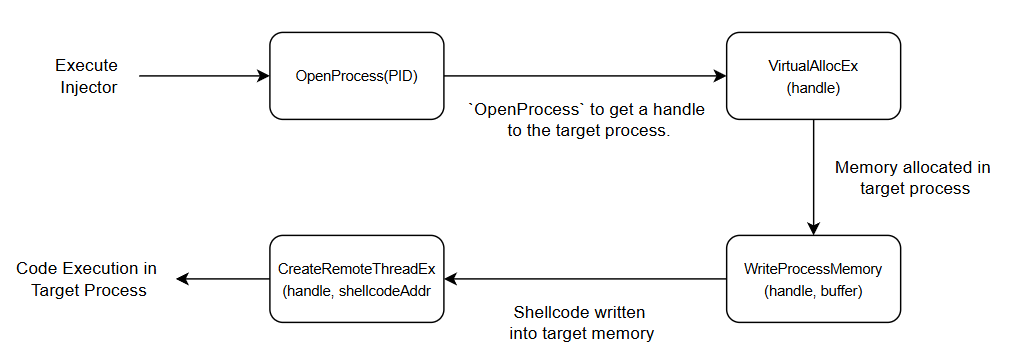 Execute
Injector
OpenProcess(PID)
`OpenProcess` to get a handle
to the target process.
VirtualAllocEx
(handle)
Memory allocated in
target process
WriteProcessMemory
(handle, buffer)
Shellcode written
into target memory
CreateRemoteThreadEx
(handle, shellcodeAddr
Code Execution in
Target Process